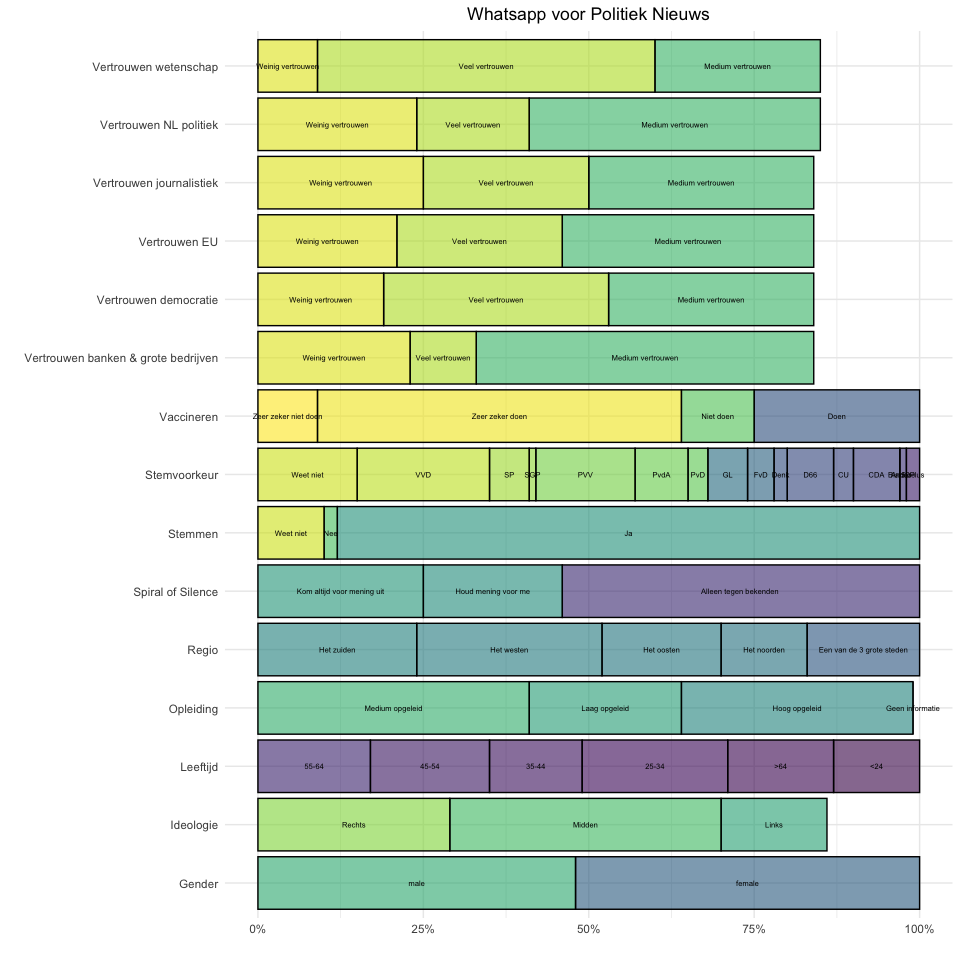 Whatsapp voor Politiek Nieuws
Vertrouwen wetenschap
Weinig vertrouwen
Veel vertrouwen
Medium vertrouwen
Vertrouwen NL politiek
Weinig vertrouwen
Veel vertrouwen
Medium vertrouwen
Vertrouwen journalistiek
Weinig vertrouwen
Veel vertrouwen
Medium vertrouwen
Vertrouwen EU
Weinig vertrouwen
Veel vertrouwen
Medium vertrouwen
Vertrouwen democratie
Weinig vertrouwen
Veel vertrouwen
Medium vertrouwen
Vertrouwen banken & grote bedrijven
Weinig vertrouwen
Veel vertrouwen
Medium vertrouwen
Vaccineren
Zeer zeker niet doen
Zeer zeker doen
Niet doen
Doen
Stemvoorkeur
Weet niet
VVD
SP
SGP
PVV
PvdA
PvD
GL
FvD
Denk
D66
CU
CDA
Stemmen
Weet niet
Nee
Ja
Spiral of Silence
Kom altijd voor mening uit
Houd mening voor me
Alleen tegen bekenden
Regio
Het zuiden
Het westen
Het oosten
Het noorden
Een van de 3 grote steden
Opleiding
Medium opgeleid
Laag opgeleid
Hoog opgeleid
Geen informatie
Leeftijd
55-64
45-54
35-44
25-34
>64
<24
Ideologie
Rechts
Midden
Links
Gender
male
female
0%
25%
50%
75%
100%